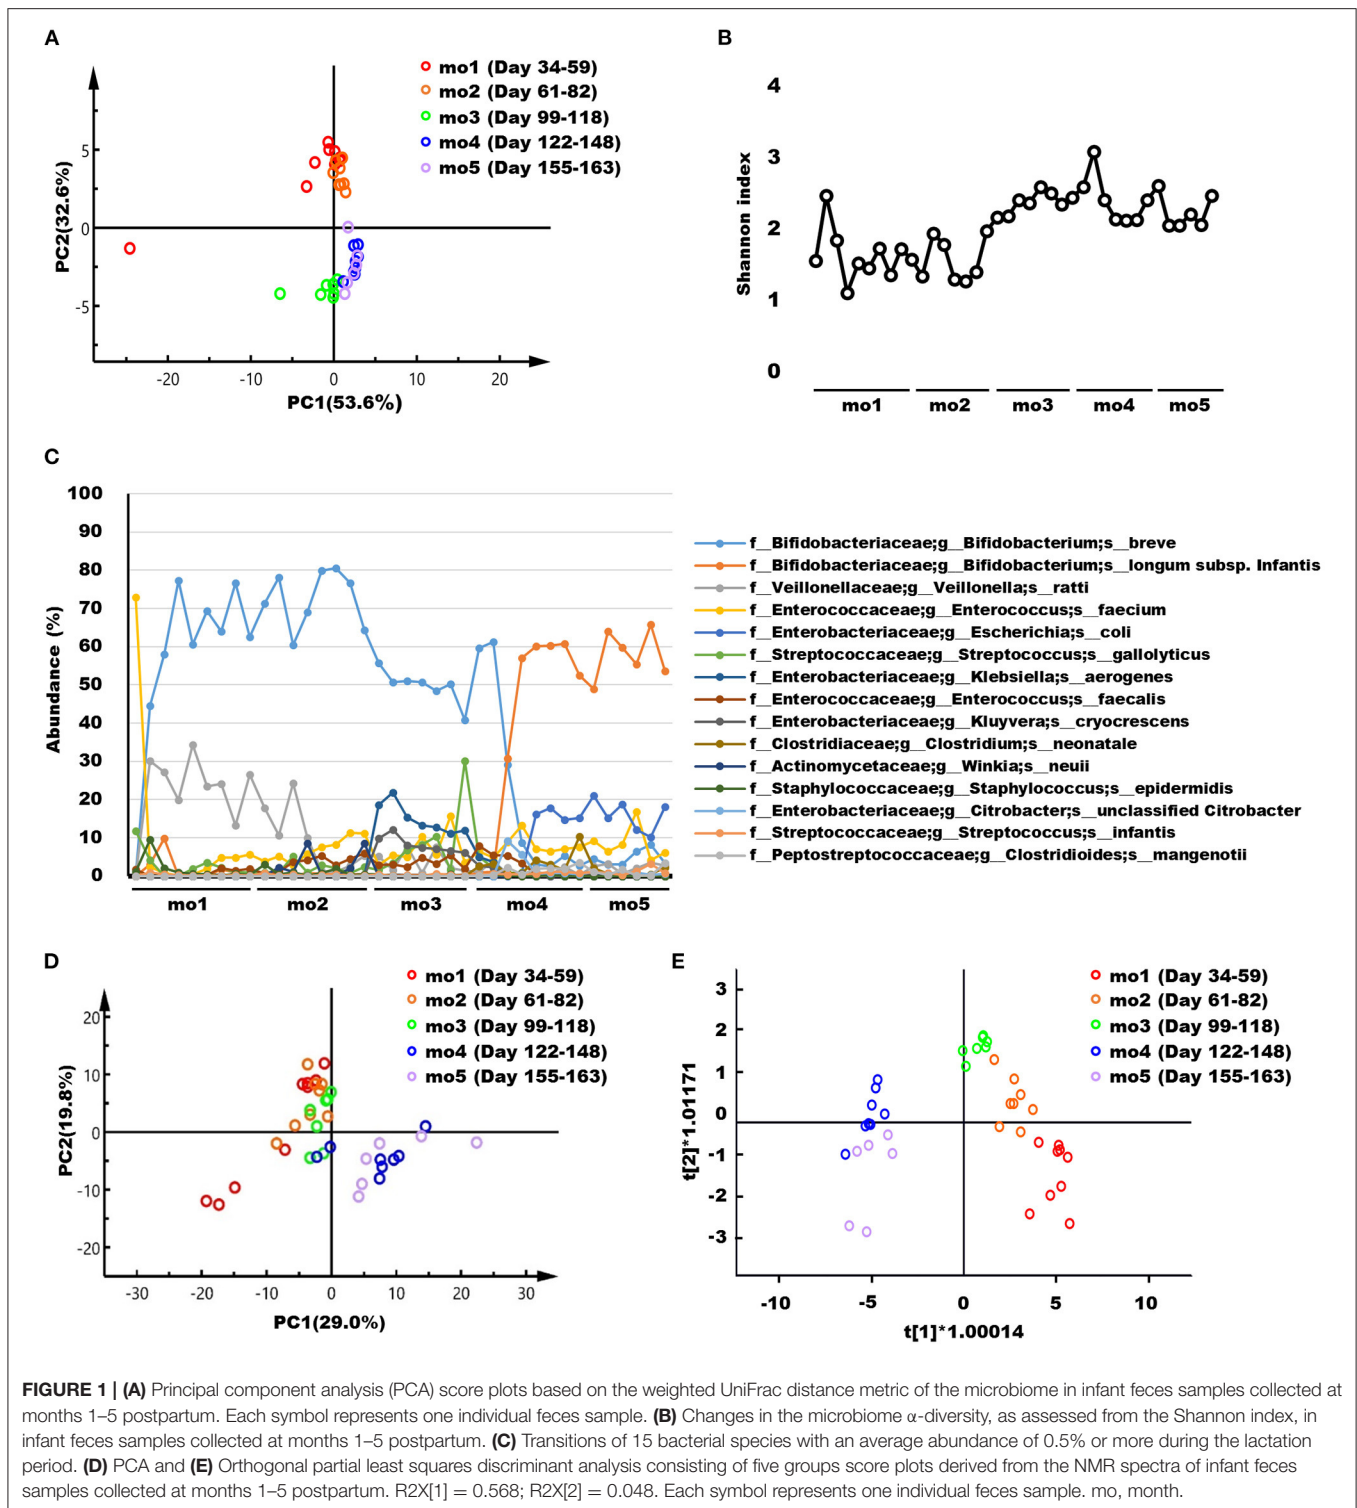 A
mo1 (Day 34-59)
mo2 (Day 61-82)
mo3 (Day 99-118)
mo4 (Day 122-148)
mo5 (Day 155-163)
5
0
-5
PC2(32.6%)
-20
-10
0
10
20
PC1(53.6%)
B
4
3
2
1
0
Shannon index
mo1
mo2
mo3
mo4
mo5
C
100
90
80
70
60
50
40
30
20
10
0
Abundance (%)
mo1
mo2
mo3
mo4
mo5
f__Bifidobacteriaceae;g__Bifidobacterium;s__breve
f__Bifidobacteriaceae;g__Bifidobacterium;s__longum subsp. Infantis
f__Veillonellaceae;g__Veillonella;s__ratti
f__Enterococcaceae;g__Enterococcus;s__faecium
f__Enterobacteriaceae;g__Escherichia;s__coli
f__Streptococcaceae;g__Streptococcus;s__gallolyticus
f__Enterobacteriaceae;g__Klebsiella;s__aerogenes
f__Enterococcaceae;g__Enterococcus;s__faecalis
f__Enterobacteriaceae;g__Kluyvera;s__cryocrescens
f__Clostridiaceae;g__Clostridium;s__neonatale
f__Actinomycetaceae;g__Winkia;s__neuii
f__Staphylococcaceae;g__Staphylococcus;s__epidermidis
f__Enterobacteriaceae;g__Citrobacter;s__unclassified Citrobacter
f__Streptococcaceae;g__Streptococcus;s__infantis
f__Peptostreptococcaceae;g__Clostridioides;s__mangenotii
D
mo1 (Day 34-59)
mo2 (Day 61-82)
mo3 (Day 99-118)
mo4 (Day 122-148)
mo5 (Day 155-163)
20
10
0
-10
-20
PC2(19.8%)
-30
-20
-10
0
10
20
30
PC1(29.0%)
E
mo1 (Day 34-59)
mo2 (Day 61-82)
mo3 (Day 99-118)
mo4 (Day 122-148)
mo5 (Day 155-163)
3
2
1
0
-1
-2
-3
t[2]*1.01171
-10
-5
0
5
10
t[1]*1.00014
FIGURE 1 | (A) Principal component analysis (PCA) score plots based on the weighted UniFrac distance metric of the microbiome in infant feces samples collected at
months 1–5 postpartum. Each symbol represents one individual feces sample. (B) Changes in the microbiome α-diversity, as assessed from the Shannon index, in
infant feces samples collected at months 1–5 postpartum. (C) Transitions of 15 bacterial species with an average abundance of 0.5% or more during the lactation
period. (D) PCA and (E) Orthogonal partial least squares discriminant analysis consisting of five groups score plots derived from the NMR spectra of infant feces
samples collected at months 1–5 postpartum. R2X[1] = 0.568; R2X[2] = 0.048. Each symbol represents one individual feces sample. mo, month.